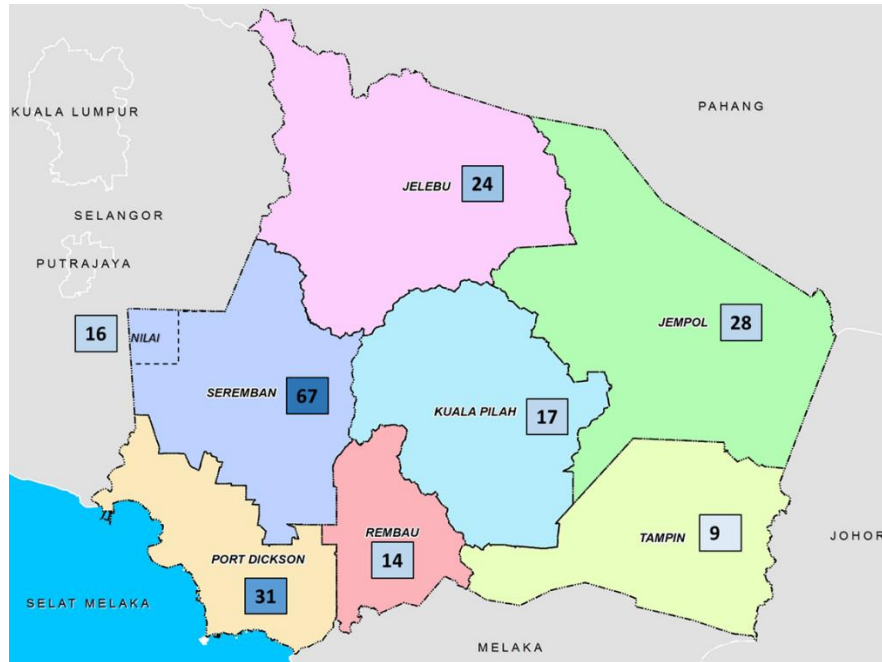 PAHANG
KUALA LUMPUR
JELEBU 24
SELANGOR
PUTRAJAYA
16 NILAI
JEMPOL 28
SEREMBAN 67
KUALA PILAH 17
REMBAU
14
TAMPIN 9
JOHOR
PORT DICKSON
31
SELAT MELAKA
MELAKA